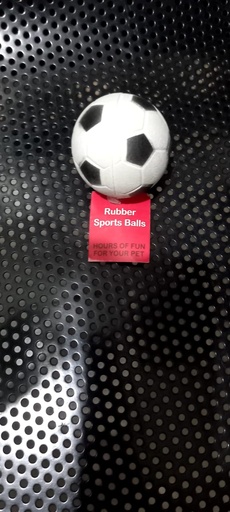 Rubber
Sports Balls
HOURS OF FUN
FOR YOUR PET